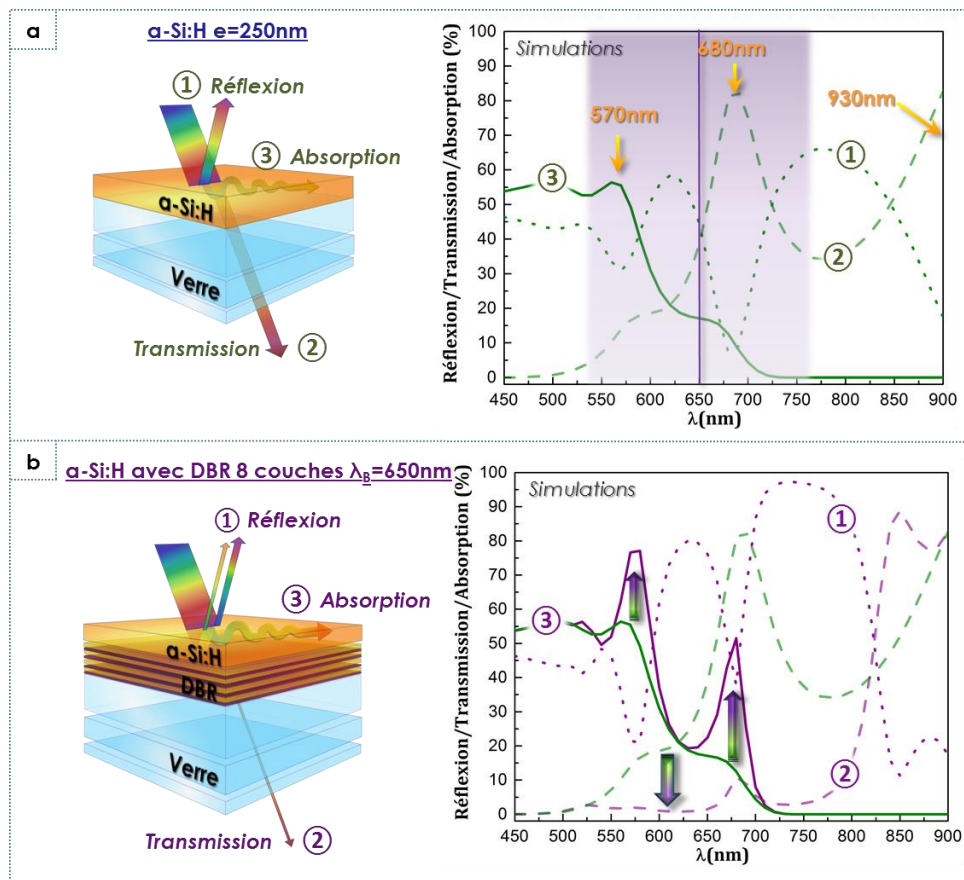 a
a-Si:H e=250nm
① Réflexion
③ Absorption
a-Si:H
Verre
Transmission ②
Réflexion/Transmission/Absorption (%)
100
90
80
70
60
50
40
30
20
10
0
Simulations
570nm
680nm
930nm
①
③
②
450 500 550 600 650 700 750 800 850 900
λ(nm)
b
a-Si:H avec DBR 8 couches λB=650nm
① Réflexion
③ Absorption
a-Si:H
DBR
Verre
Transmission ②
Réflexion/Transmission/Absorption (%)
100
90
80
70
60
50
40
30
20
10
0
Simulations
①
③
②
450 500 550 600 650 700 750 800 850 900
λ(nm)